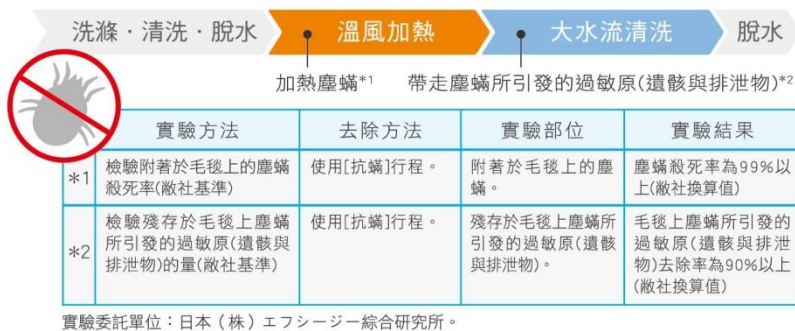 洗滌・清洗・脫水
溫風加熱
大水流清洗
脫水
加熱塵蟎*1
帶走塵蟎所引發的過敏原(遺骸與排泄物)*2
實驗方法
去除方法
實驗部位
實驗結果
*1
檢驗附著於毛毯上的塵蟎
殺死率(敝社基準)
使用[抗蟎]行程。
附著於毛毯上的塵
蟎。
塵蟎殺死率為99%以
上(敝社換算值)
*2
檢驗殘存於毛毯上塵蟎
所引發的過敏原(遺骸與
排泄物)的量(敝社基準)
使用[抗蟎]行程。
殘存於毛毯上塵蟎所
引發的過敏原(遺骸
與排泄物)。
毛毯上塵蟎所引發的
過敏原(遺骸與排泄
物)去除率為90%以上
(敝社換算值)
實驗委託單位：日本（株）エフシージー綜合研究所。